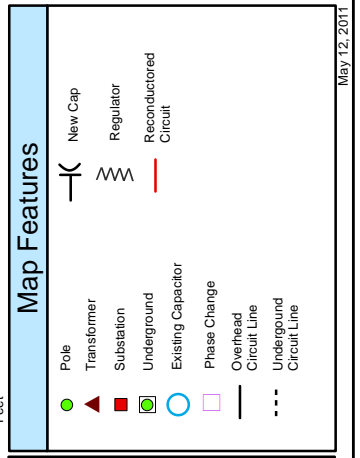 Feet
Map Features
Pole
Transformer
Substation
Underground
Existing Capacitor
Phase Change
Overhead
Circuit Line
Undergound
Circuit Line
New Cap
Regulator
Reconductored
Circuit
May 12, 2011